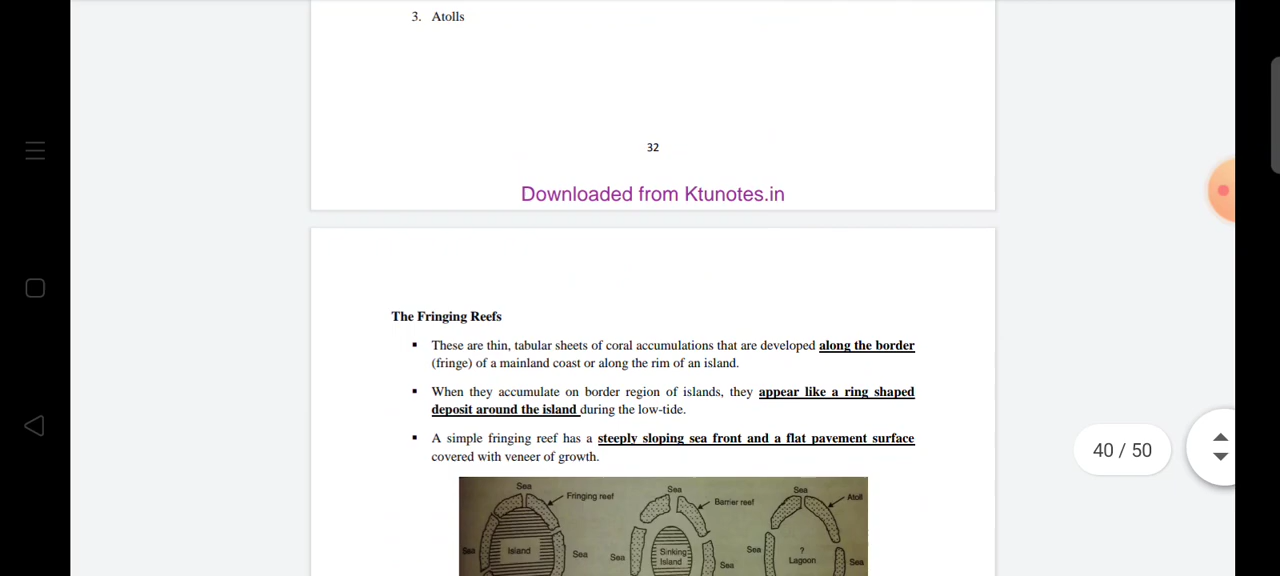 3. Atolls
32
Downloaded from Ktunotes.in
The Fringing Reefs
▪ These are thin, tabular sheets of coral accumulations that are developed along the border
(fringe) of a mainland coast or along the rim of an island.
▪ When they accumulate on border region of islands, they appear like a ring shaped
deposit around the island during the low-tide.
▪ A simple fringing reef has a steeply sloping sea front and a flat pavement surface
covered with veneer of growth.
40 / 50
Sea Sea Sea
Fringing reef Barrier reef Atoll
Sea Island Sea Sea Sinking Island Sea Sea ? Lagoon Sea